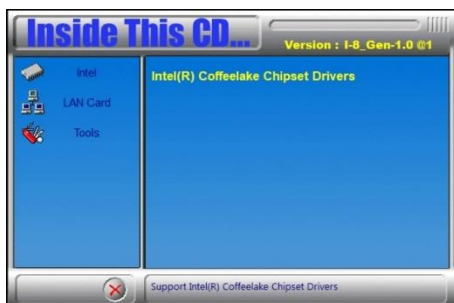 Inside This CD...
Version : I-8_Gen-1.0 @1
Intel
LAN Card
Tools
Intel(R) Coffeelake Chipset Drivers
Support Intel(R) Coffeelake Chipset Drivers